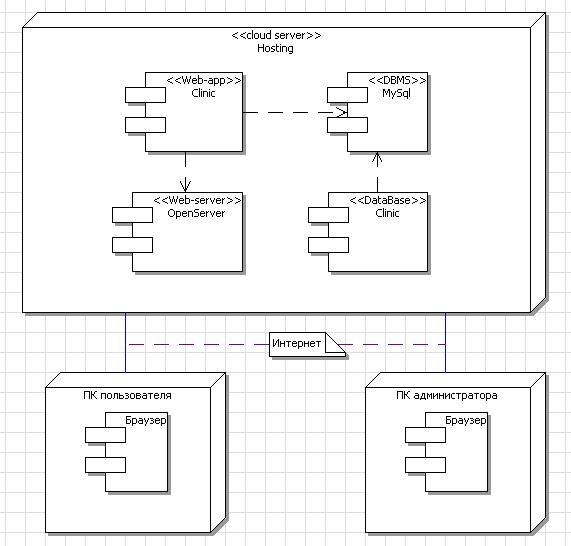 <<cloud server>>
Hosting
<<Web-app>>
Clinic
<<DBMS>>
MySql
<<Web-server>>
OpenServer
<<DataBase>>
Clinic
Интернет
ПК пользователя
Браузер
ПК администратора
Браузер